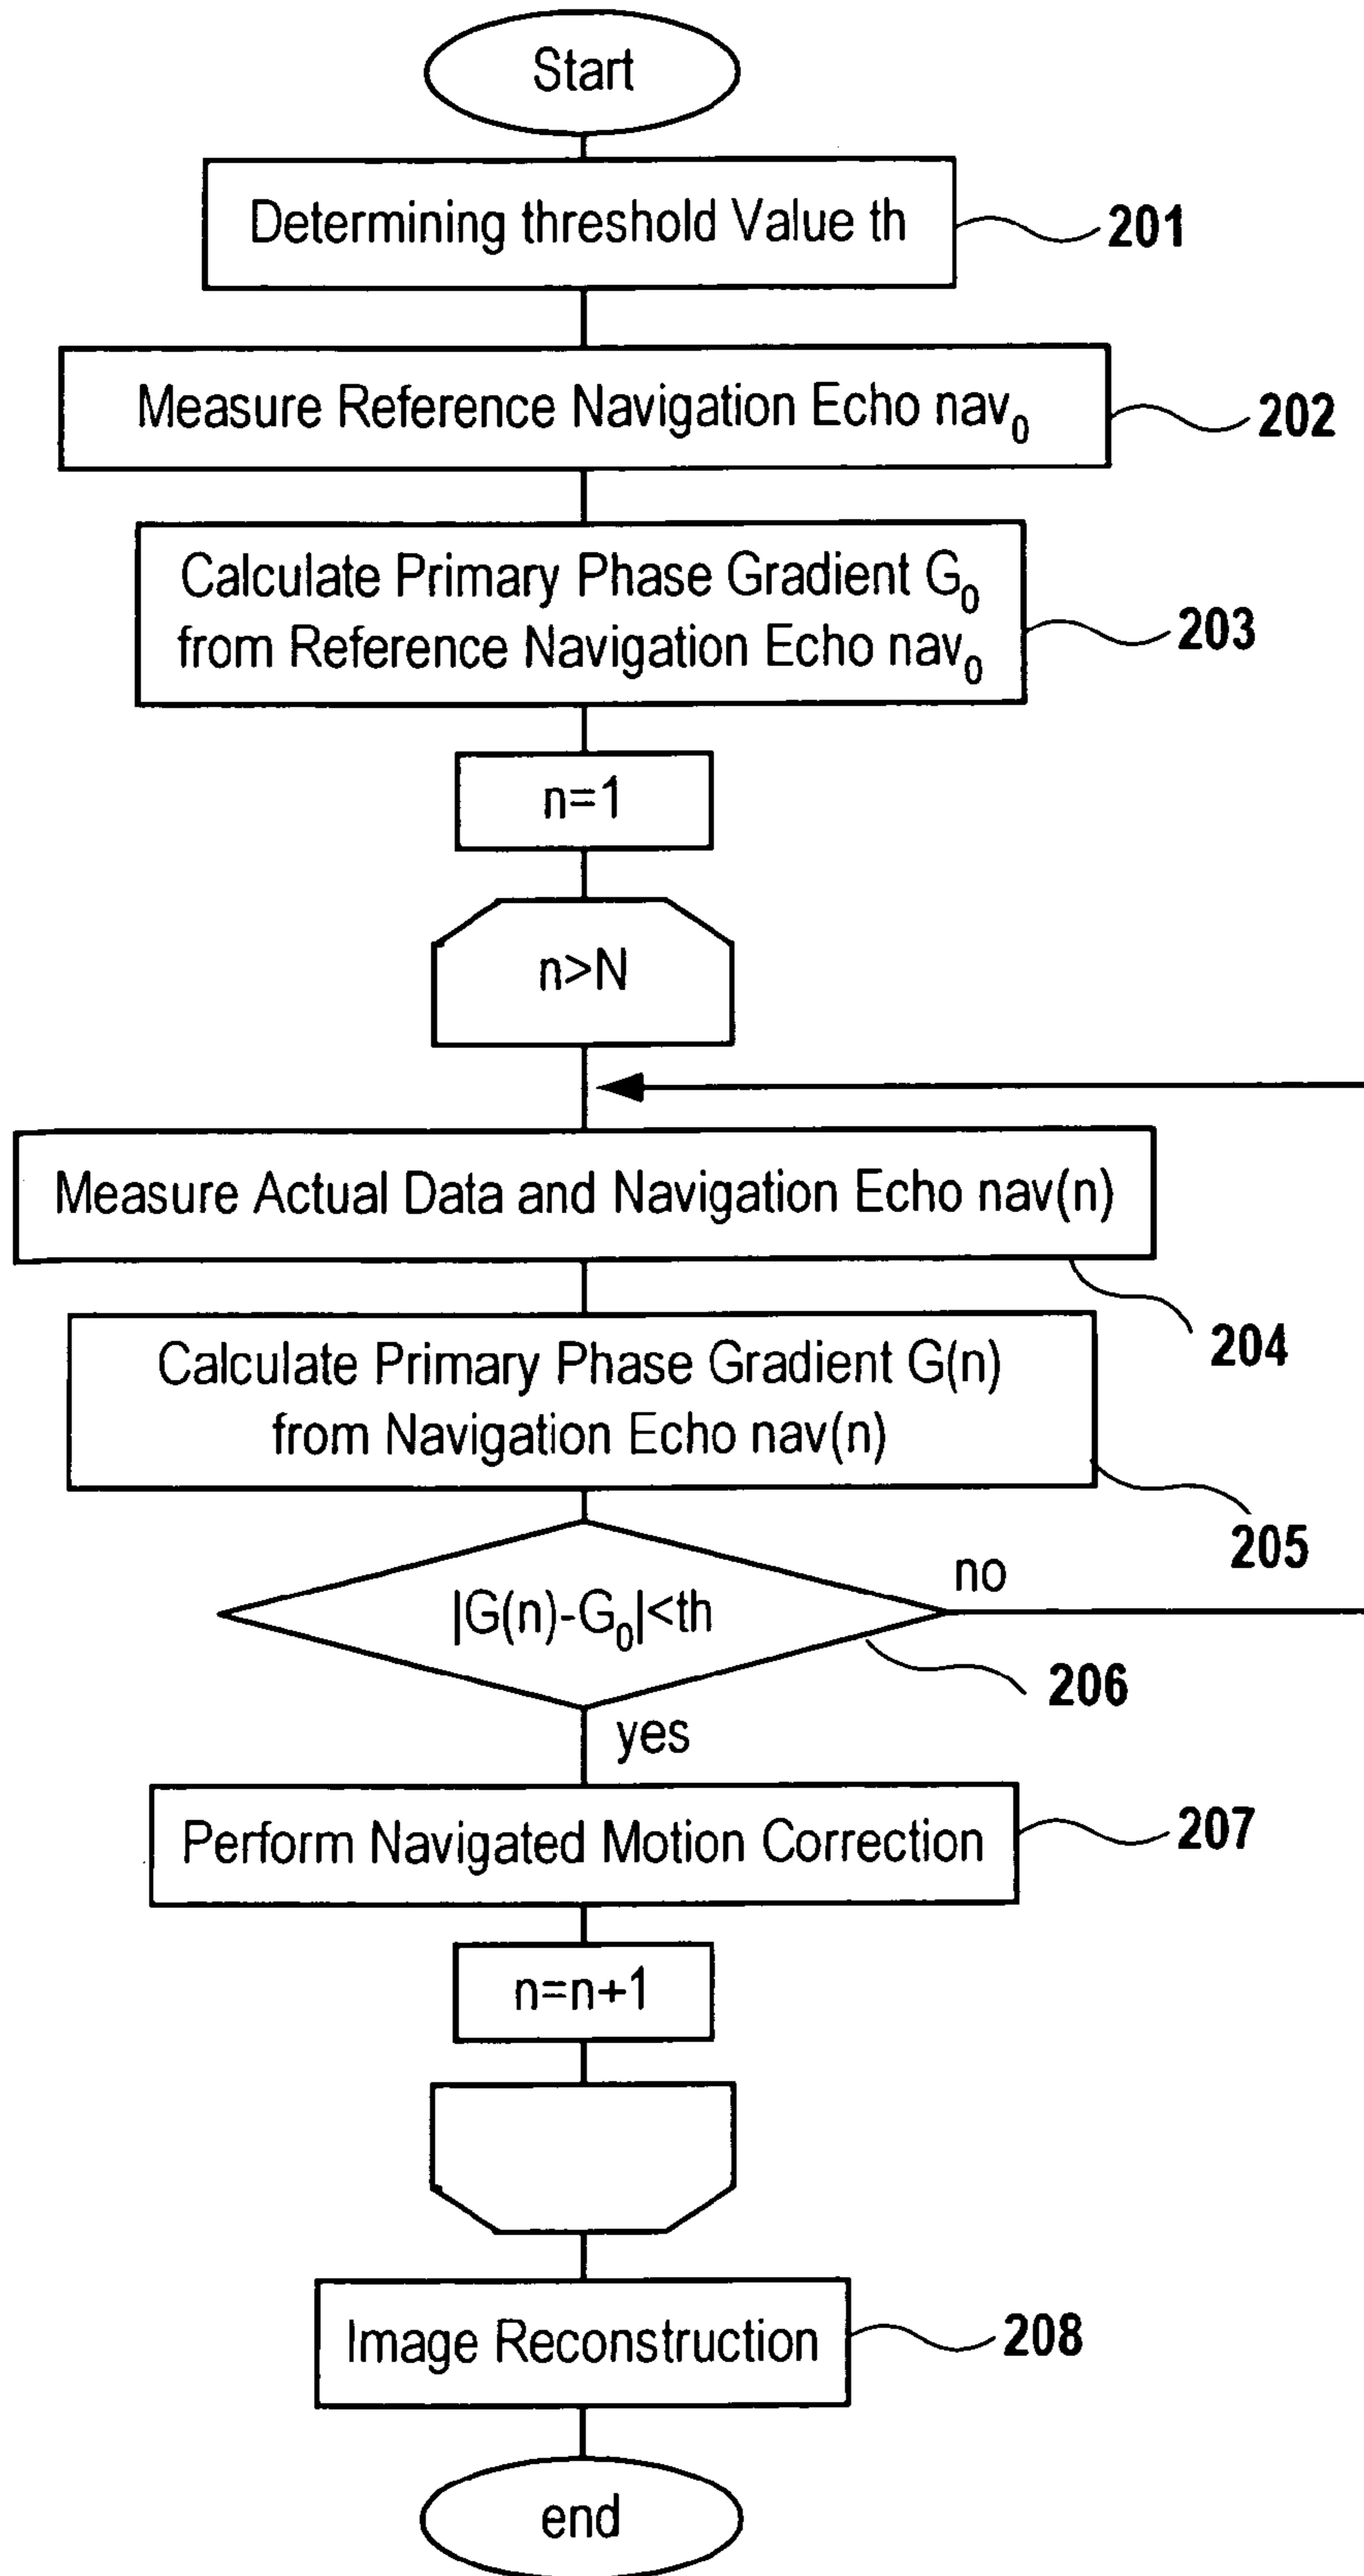 Start
Determining threshold Value th
201
Measure Reference Navigation Echo nav₀
202
Calculate Primary Phase Gradient G₀
from Reference Navigation Echo nav₀
203
n=1
n>N
Measure Actual Data and Navigation Echo nav(n)
204
Calculate Primary Phase Gradient G(n)
from Navigation Echo nav(n)
205
|G(n)-G₀|<th
no
206
yes
Perform Navigated Motion Correction
207
n=n+1
Image Reconstruction
208
end